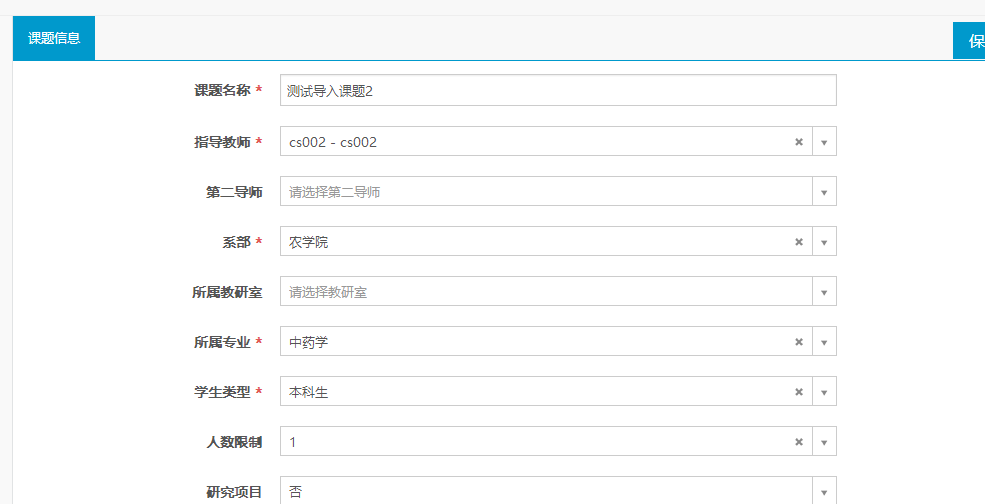 课题信息
保
课题名称 * 测试导入课题2
指导教师 * cs002 - cs002
第二导师 请选择第二导师
系部 * 农学院
所属教研室 请选择教研室
所属专业 * 中药学
学生类型 * 本科生
人数限制 1
研究项目 否